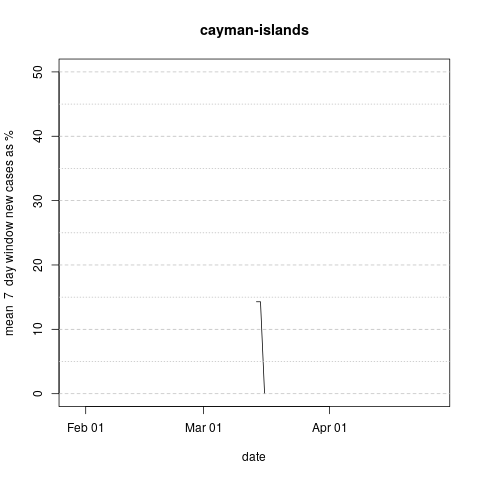 cayman-islands
mean  7  day window new cases as %
50
40
30
20
10
0
Feb 01
Mar 01
Apr 01
date